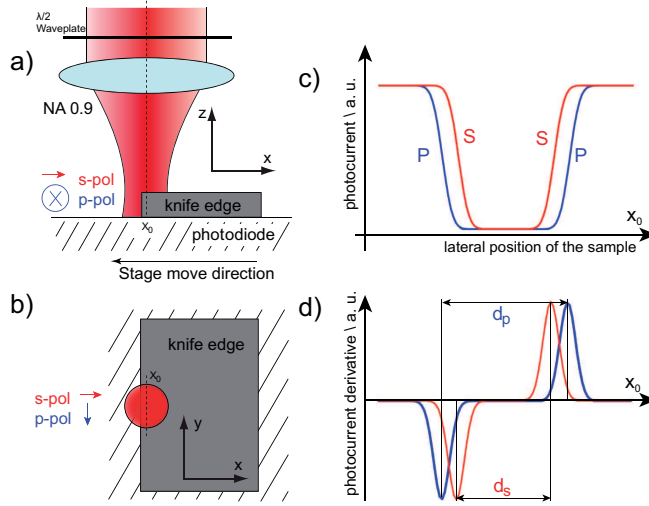 λ/2
Waveplate
a)
NA 0.9
z
x
s-pol
p-pol
knife edge
x₀
photodiode
Stage move direction
b)
knife edge
x₀
s-pol
p-pol
y
x
c)
photocurrent \ a. u.
S
S
P
P
x₀
lateral position of the sample
d)
photocurrent derivative \ a. u.
dₚ
x₀
dₛ